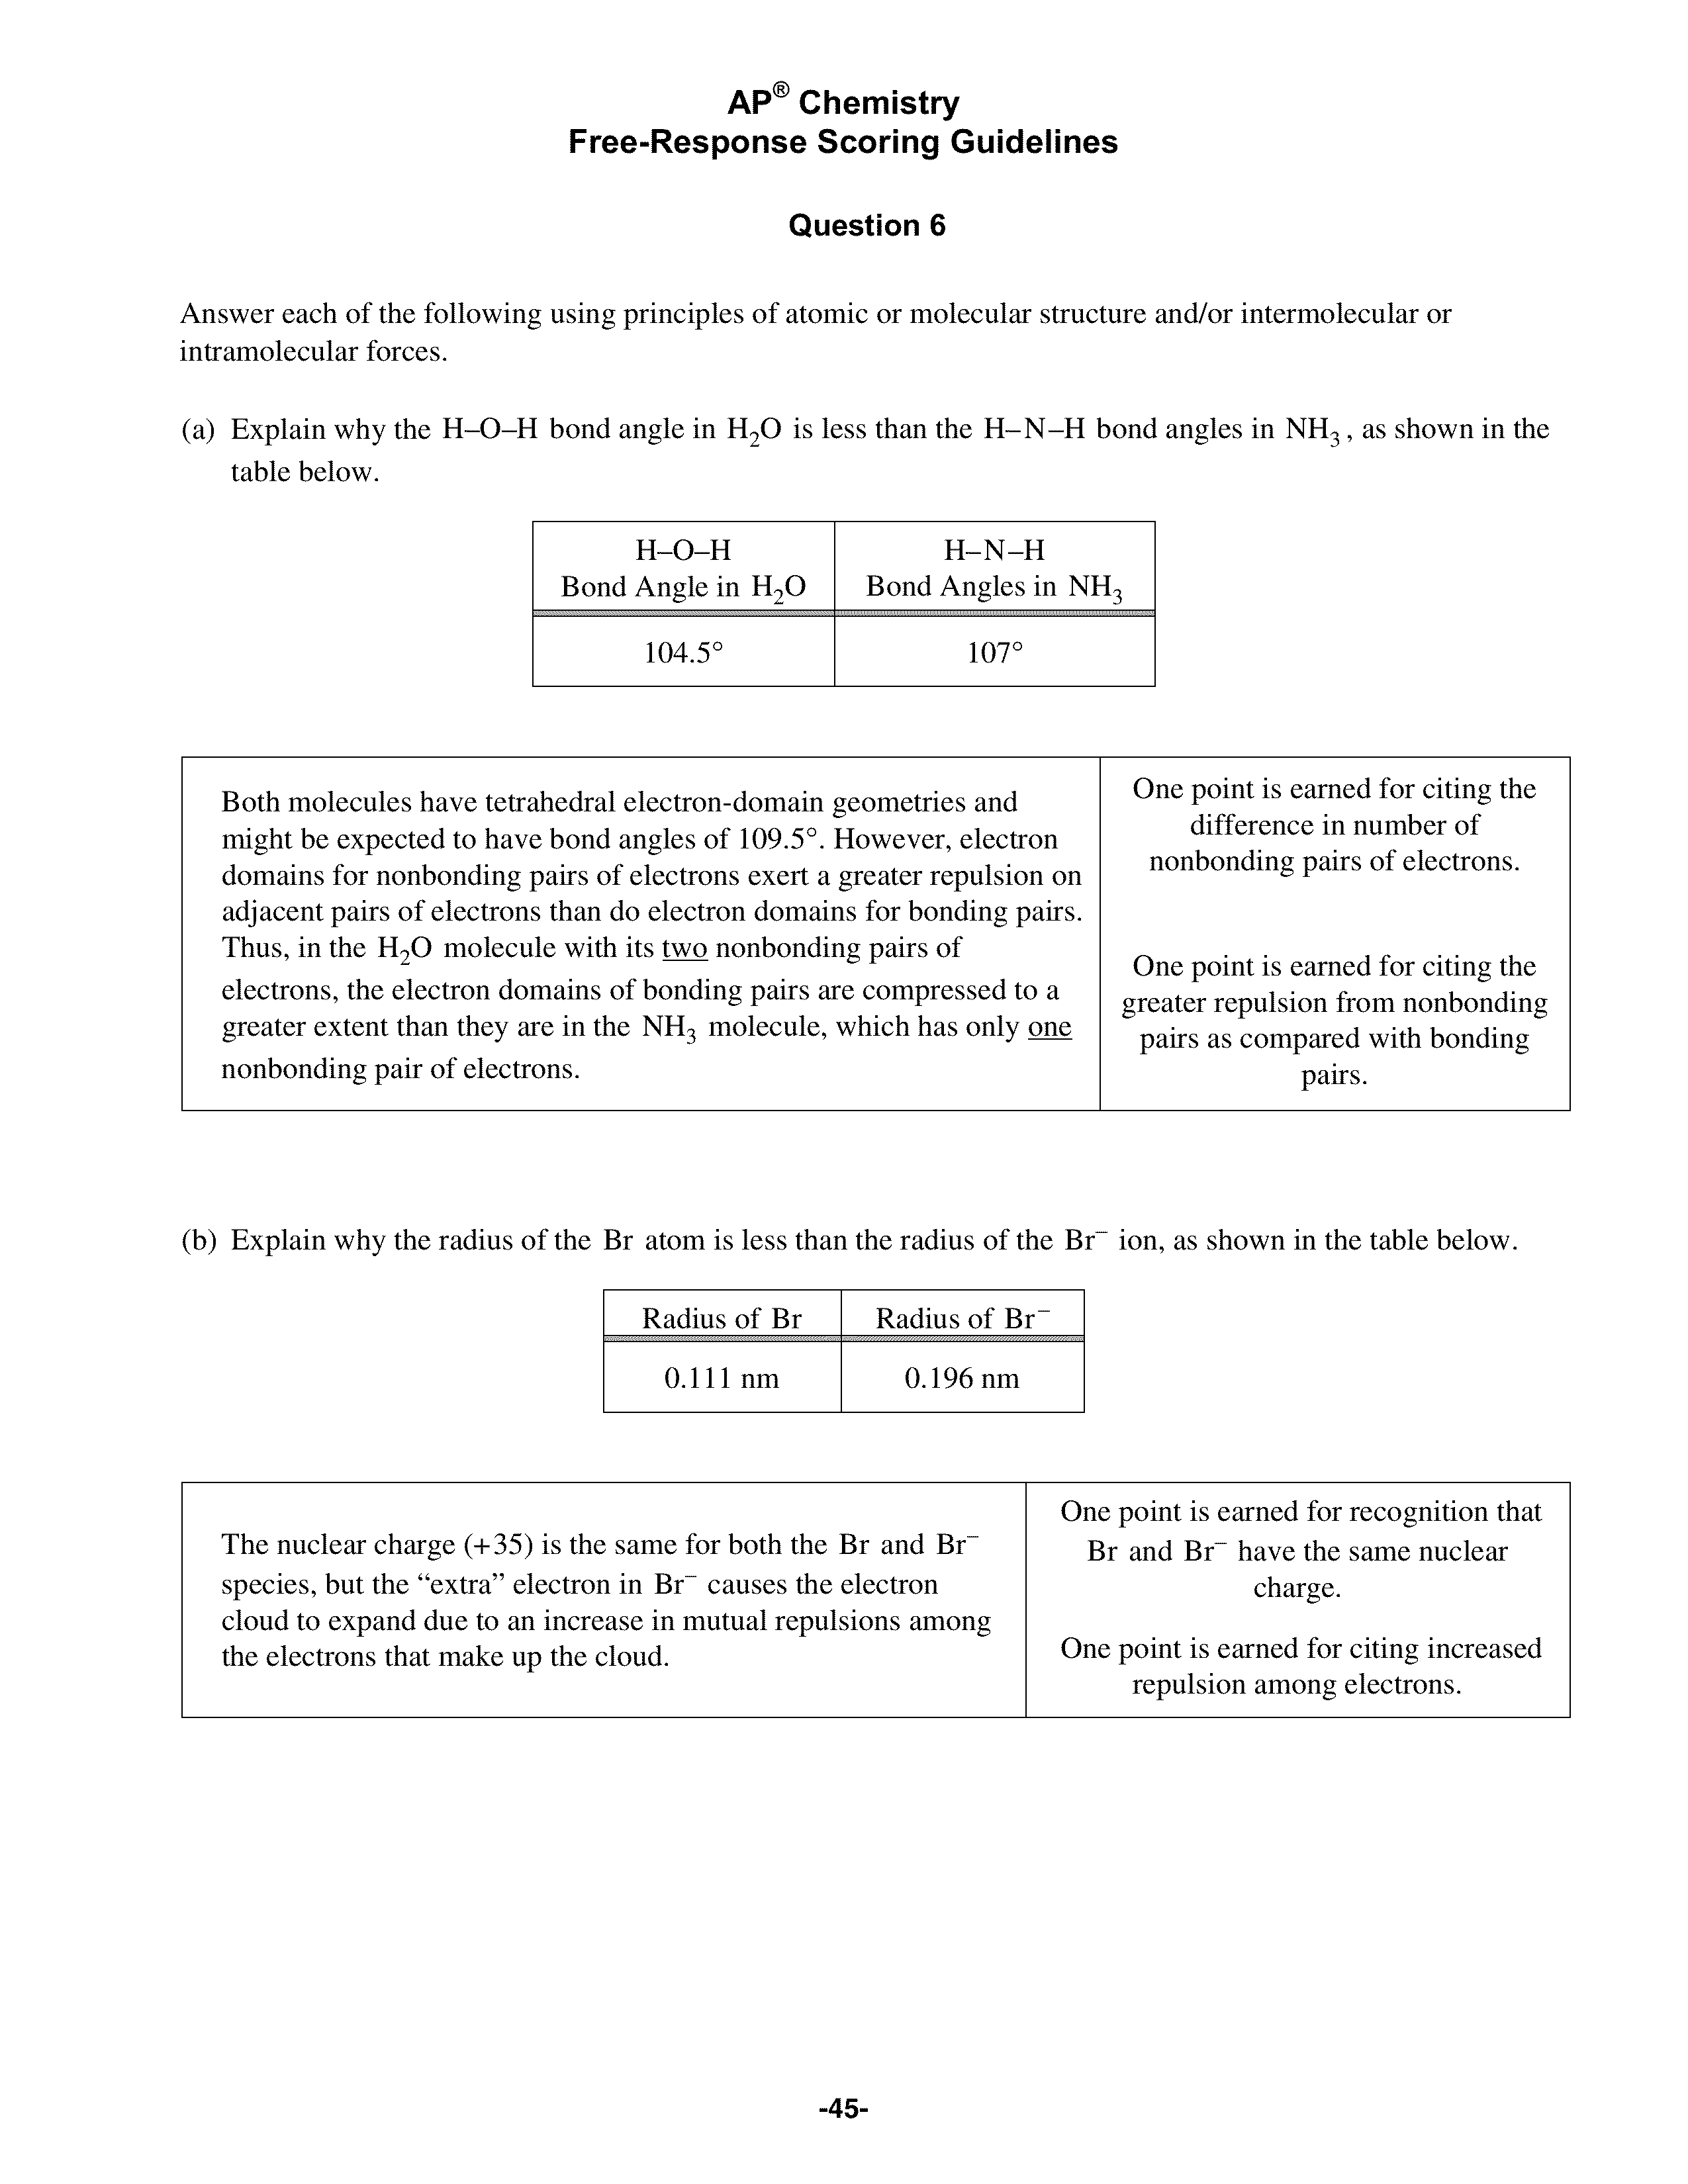 AP® Chemistry
Free-Response Scoring Guidelines
Question 6
Answer each of the following using principles of atomic or molecular structure and/or intermolecular or
intramolecular forces.
(a) Explain why the H–O–H bond angle in H₂O is less than the H–N–H bond angles in NH₃, as shown in the
table below.
H–O–H
Bond Angle in H₂O
H–N–H
Bond Angles in NH₃
104.5°
107°
Both molecules have tetrahedral electron-domain geometries and
might be expected to have bond angles of 109.5°. However, electron
domains for nonbonding pairs of electrons exert a greater repulsion on
adjacent pairs of electrons than do electron domains for bonding pairs.
Thus, in the H₂O molecule with its two nonbonding pairs of
electrons, the electron domains of bonding pairs are compressed to a
greater extent than they are in the NH₃ molecule, which has only one
nonbonding pair of electrons.
One point is earned for citing the
difference in number of
nonbonding pairs of electrons.
One point is earned for citing the
greater repulsion from nonbonding
pairs as compared with bonding
pairs.
(b) Explain why the radius of the Br atom is less than the radius of the Br⁻ ion, as shown in the table below.
Radius of Br
Radius of Br⁻
0.111 nm
0.196 nm
The nuclear charge (+35) is the same for both the Br and Br⁻
species, but the “extra” electron in Br⁻ causes the electron
cloud to expand due to an increase in mutual repulsions among
the electrons that make up the cloud.
One point is earned for recognition that
Br and Br⁻ have the same nuclear
charge.
One point is earned for citing increased
repulsion among electrons.
-45-